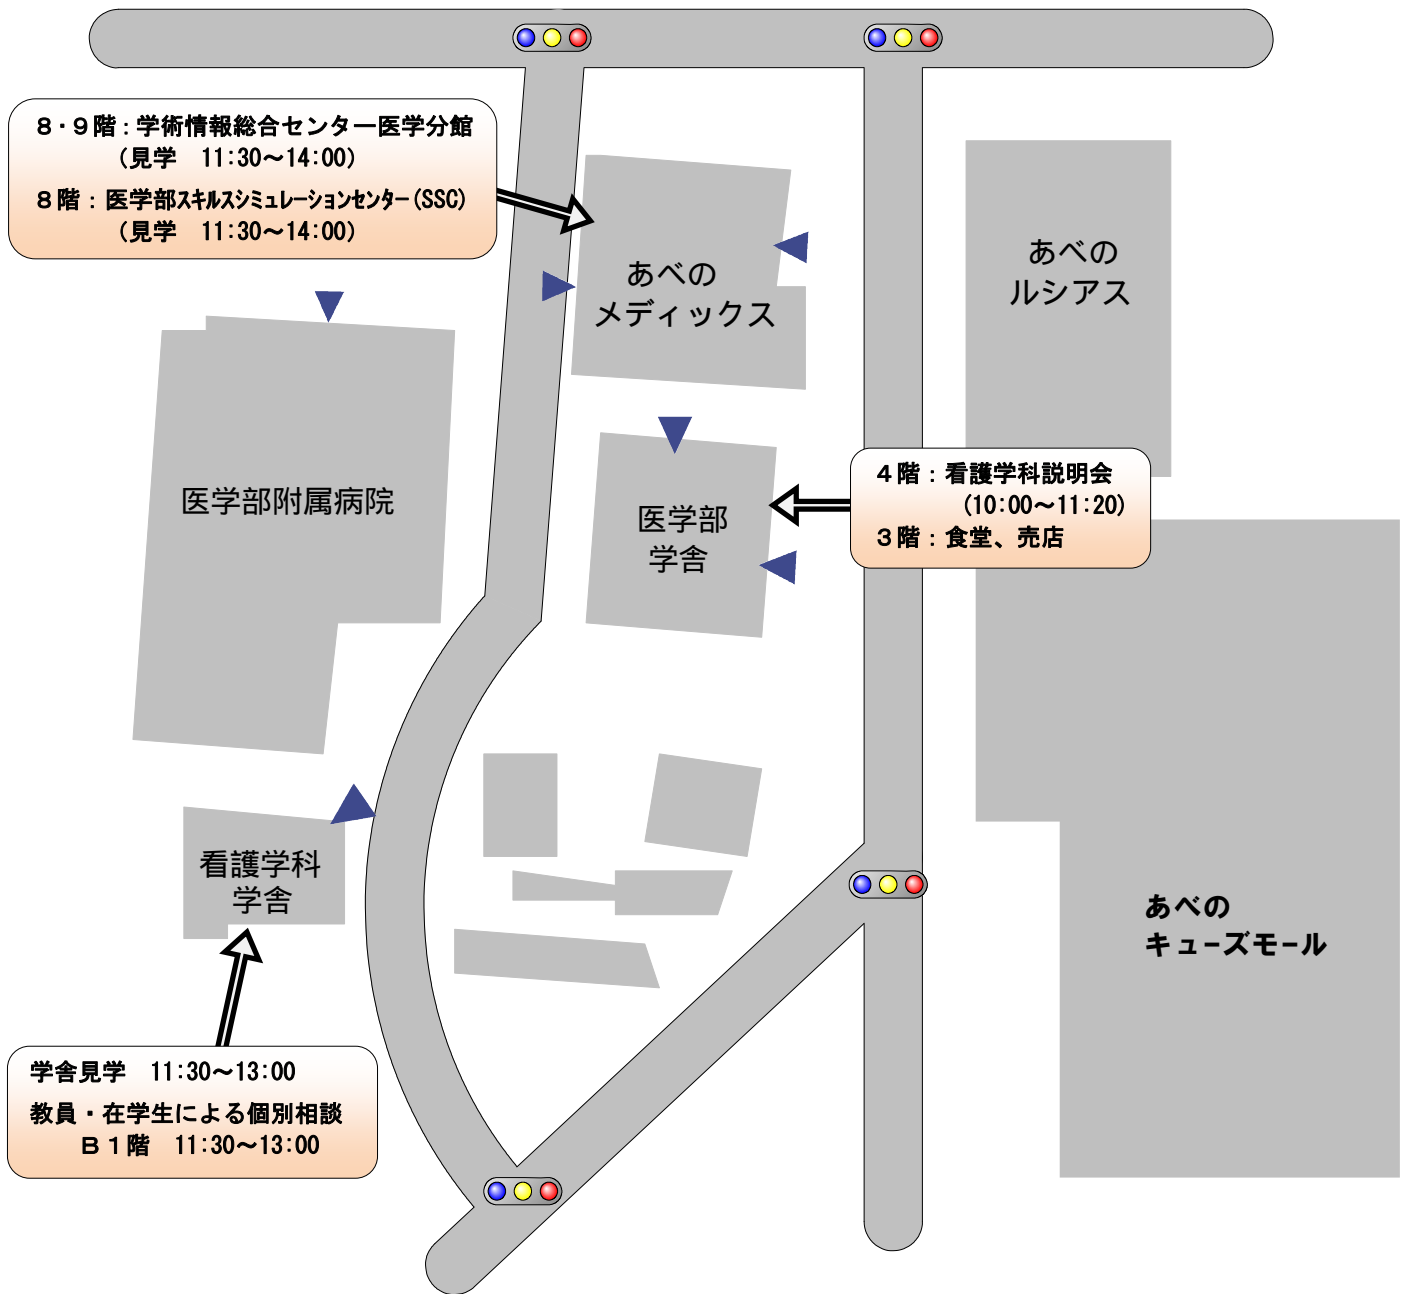 ８・９階：学術情報総合センター医学分館
（見学　11:30～14:00）
８階：医学部ｽｷﾙｽｼﾐｭﾚｰｼｮﾝｾﾝﾀｰ(SSC)
（見学　11:30～14:00）
あべの
メディックス
あべの
ルシアス
医学部附属病院
医学部
学舎
４階：看護学科説明会
(10:00～11:20)
３階：食堂、売店
看護学科
学舎
あべの
キューズモール
学舎見学　11:30～13:00
教員・在学生による個別相談
Ｂ１階　11:30～13:00